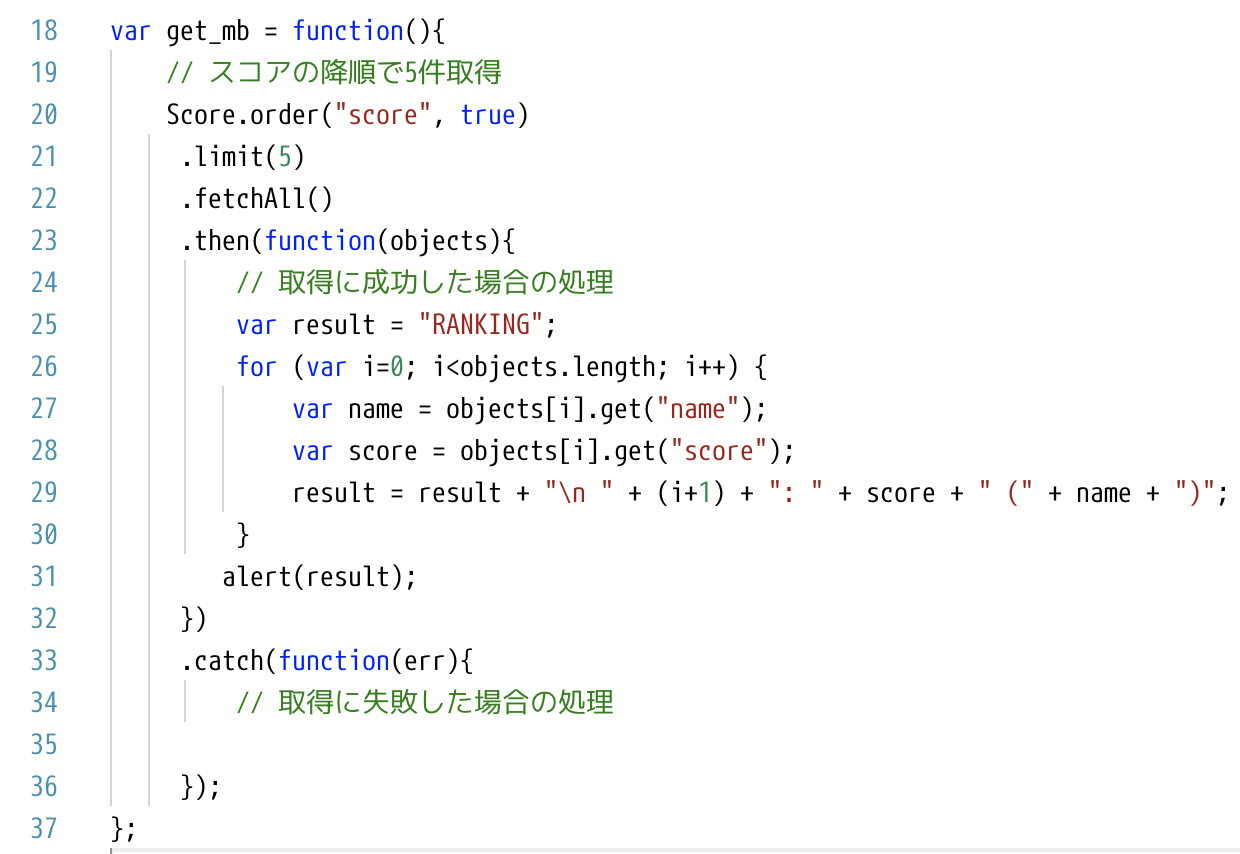 18 var get_mb = function(){
19 // スコアの降順で5件取得
20 Score.order("score", true)
21 .limit(5)
22 .fetchAll()
23 .then(function(objects){
24 // 取得に成功した場合の処理
25 var result = "RANKING";
26 for (var i=0; i<objects.length; i++) {
27 var name = objects[i].get("name");
28 var score = objects[i].get("score");
29 result = result + "\n " + (i+1) + ": " + score + " (" + name + ")";
30 }
31 alert(result);
32 })
33 .catch(function(err){
34 // 取得に失敗した場合の処理
35
36 });
37 };